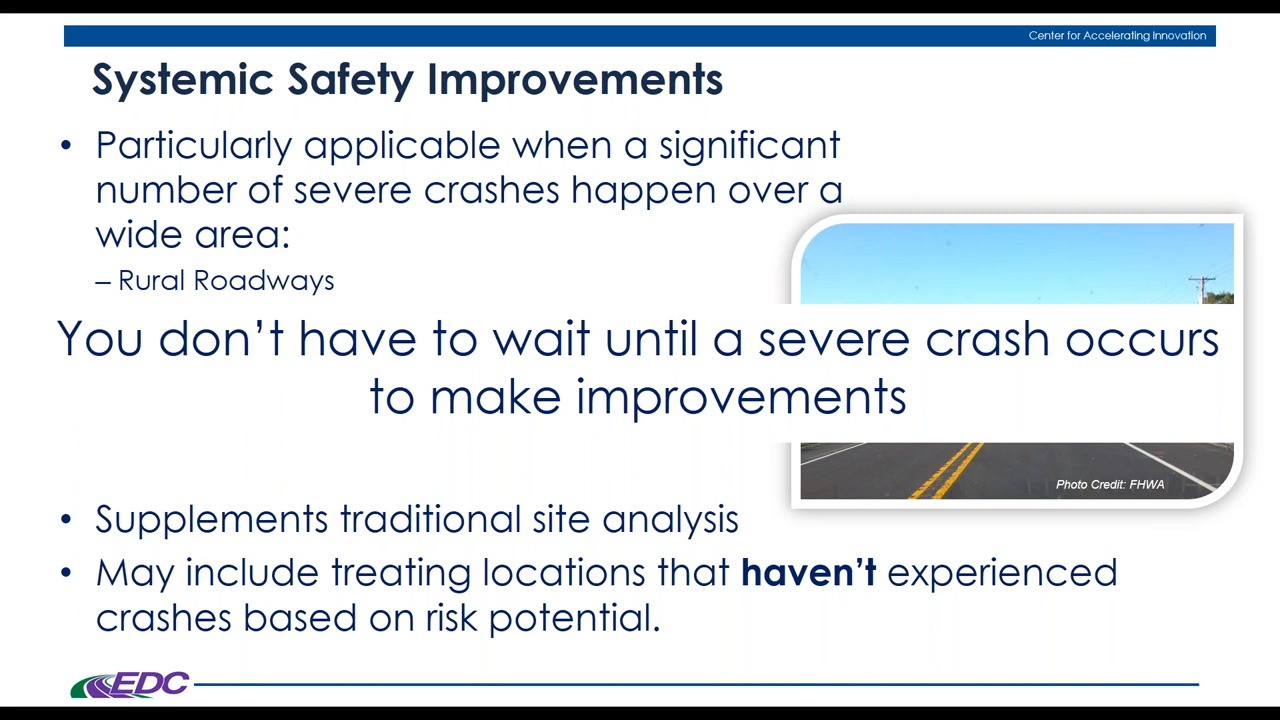 Center for Accelerating Innovation
Systemic Safety Improvements
• Particularly applicable when a significant
number of severe crashes happen over a
wide area:
– Rural Roadways
You don’t have to wait until a severe crash occurs
to make improvements
Photo Credit: FHWA
• Supplements traditional site analysis
• May include treating locations that haven’t experienced
crashes based on risk potential.
EDC